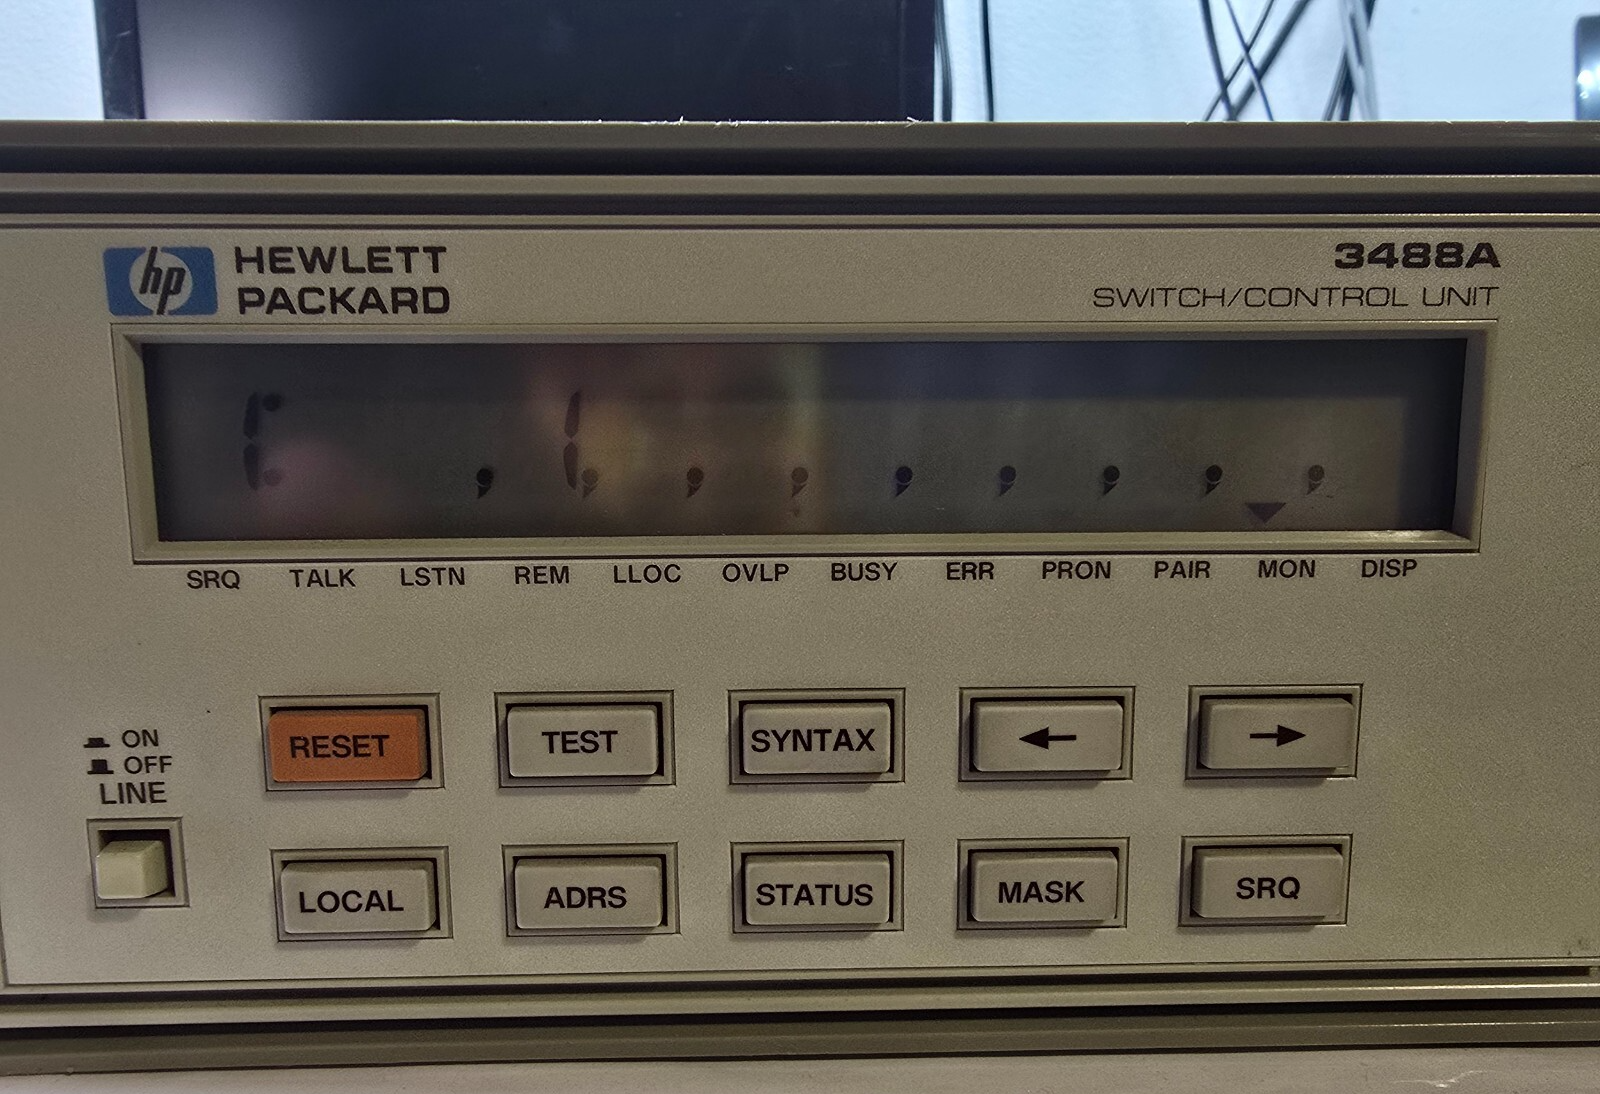 hp HEWLETT PACKARD
3488A
SWITCH/CONTROL UNIT
SRQ TALK LSTN REM LLOC OVLP BUSY ERR PRON PAIR MON DISP
ON
OFF
LINE
RESET TEST SYNTAX ← →
LOCAL ADRS STATUS MASK SRQ